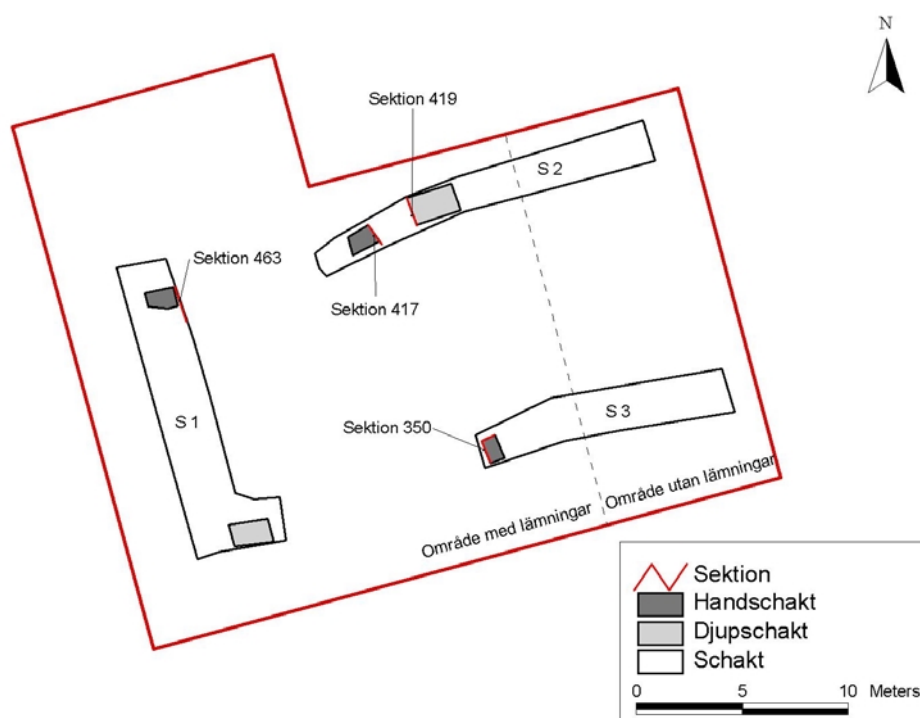 N
Sektion 419
S 2
Sektion 463
Sektion 417
S 1
S 3
Sektion 350
Område med lämningar
Område utan lämningar
Sektion
Handschakt
Djupschakt
Schakt
0 5 10 Meters